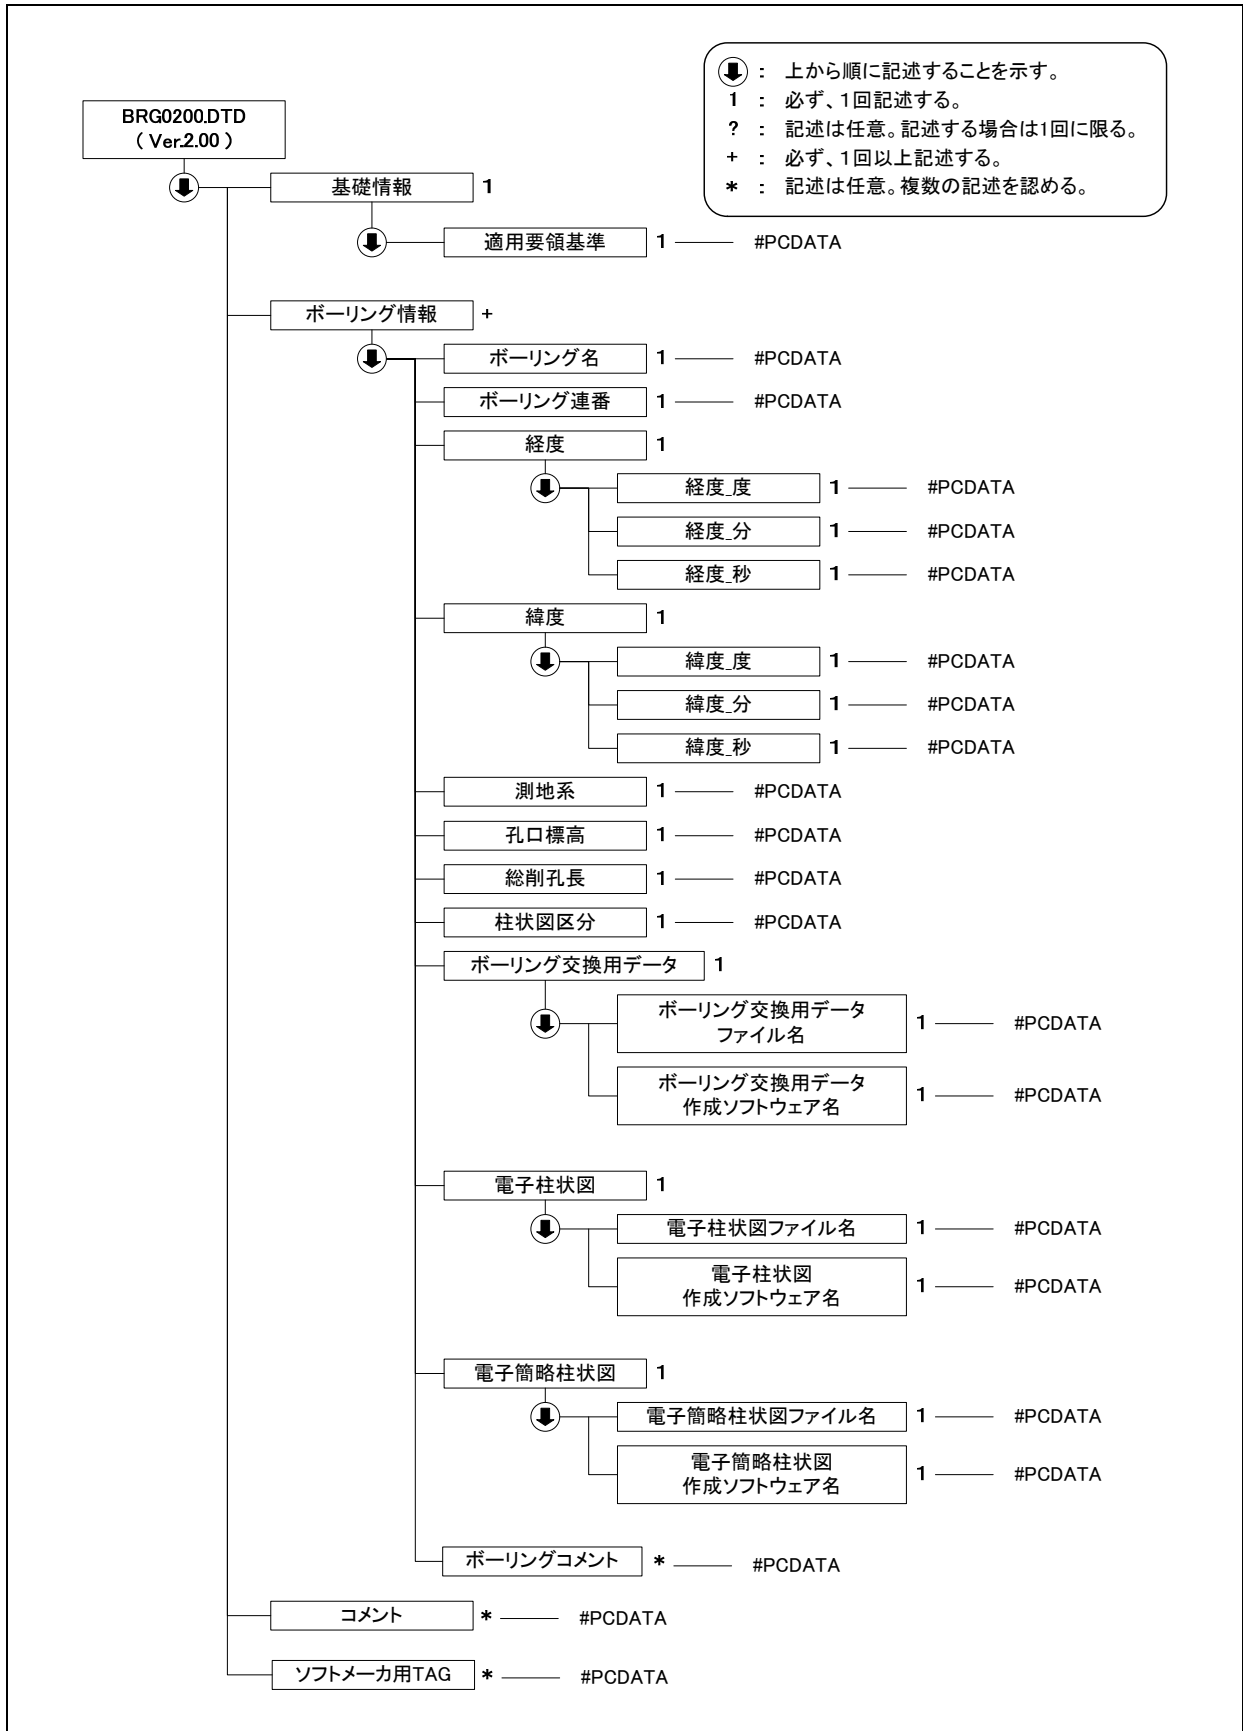 ： 上から順に記述することを示す。
1 ： 必ず、1回記述する。
? ： 記述は任意。記述する場合は1回に限る。
+ ： 必ず、1回以上記述する。
* ： 記述は任意。複数の記述を認める。
BRG0200.DTD
( Ver.2.00 )
基礎情報 1
適用要領基準 1 #PCDATA
ボーリング情報 +
ボーリング名 1 #PCDATA
ボーリング連番 1 #PCDATA
経度 1
経度_度 1 #PCDATA
経度_分 1 #PCDATA
経度_秒 1 #PCDATA
緯度 1
緯度_度 1 #PCDATA
緯度_分 1 #PCDATA
緯度_秒 1 #PCDATA
測地系 1 #PCDATA
孔口標高 1 #PCDATA
総削孔長 1 #PCDATA
柱状図区分 1 #PCDATA
ボーリング交換用データ 1
ボーリング交換用データ
ファイル名 1 #PCDATA
ボーリング交換用データ
作成ソフトウェア名 1 #PCDATA
電子柱状図 1
電子柱状図ファイル名 1 #PCDATA
電子柱状図
作成ソフトウェア名 1 #PCDATA
電子簡略柱状図 1
電子簡略柱状図ファイル名 1 #PCDATA
電子簡略柱状図
作成ソフトウェア名 1 #PCDATA
ボーリングコメント * #PCDATA
コメント * #PCDATA
ソフトメーカ用TAG * #PCDATA